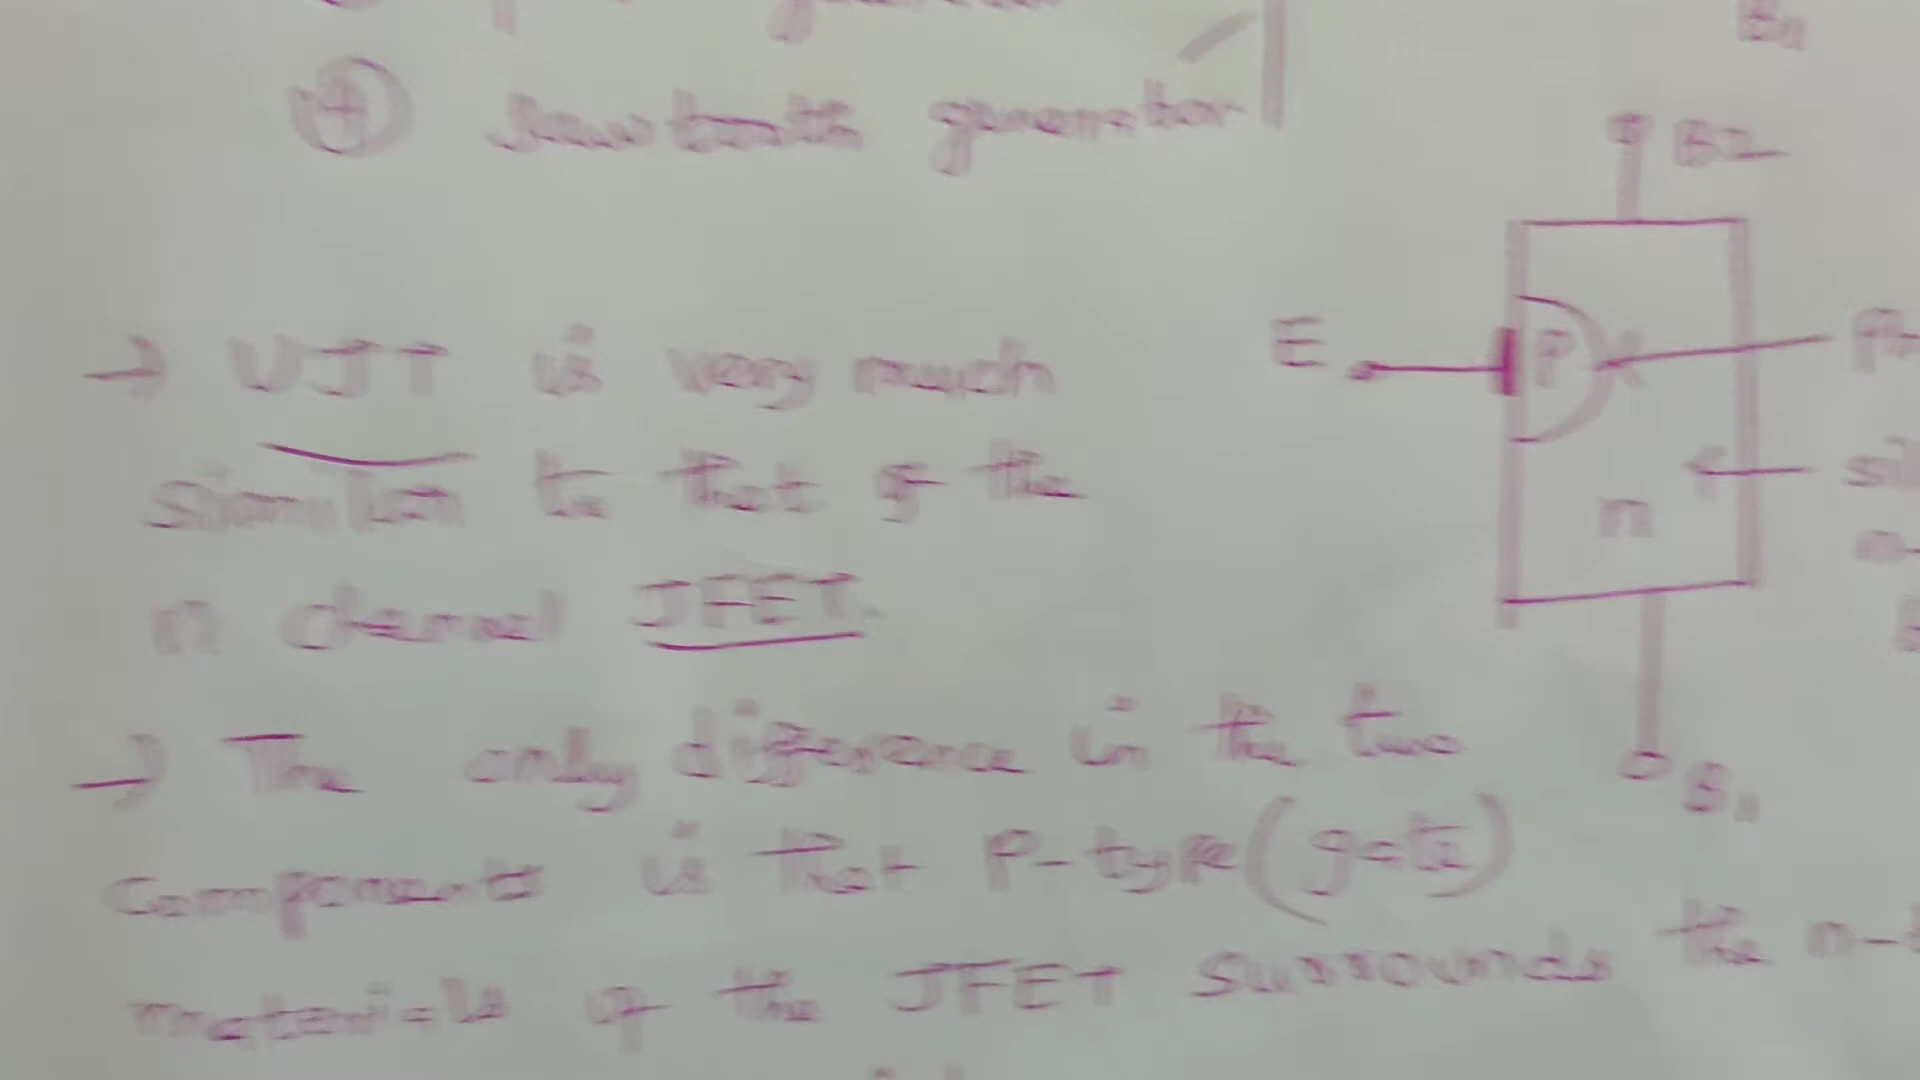 ④ Sawtooth generator
→ UJT is very much
similar to that of the
n channel JFET.
→ The only difference in the two
components is that P-type (gate)
materials of the JFET surrounds the n-t
B2
E
P
n
sil
n-
B1